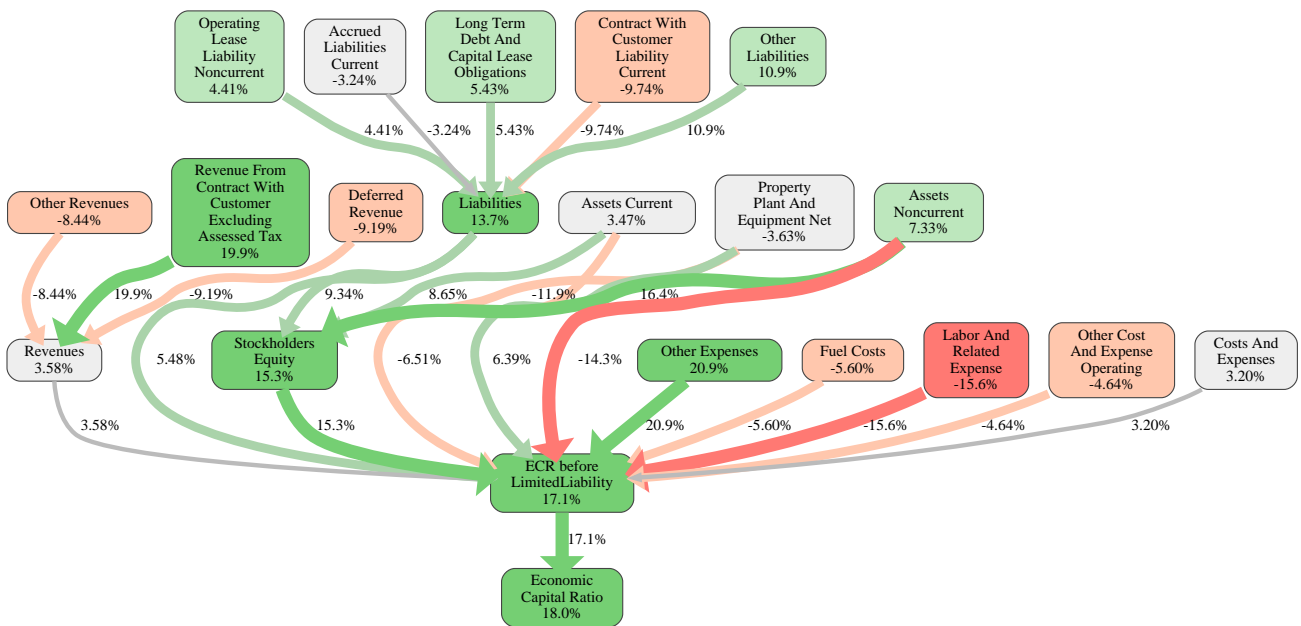 Operating
Lease
Liability
Noncurrent
4.41%
Accrued
Liabilities
Current
-3.24%
Long Term
Debt And
Capital Lease
Obligations
5.43%
Contract With
Customer
Liability
Current
-9.74%
Other
Liabilities
10.9%
4.41%
-3.24%
5.43%
-9.74%
10.9%
Other Revenues
-8.44%
Revenue From
Contract With
Customer
Excluding
Assessed Tax
19.9%
Deferred
Revenue
-9.19%
Liabilities
13.7%
Assets Current
3.47%
Property
Plant And
Equipment Net
-3.63%
Assets
Noncurrent
7.33%
-8.44%
19.9%
-9.19%
9.34%
8.65%
-11.9%
16.4%
Revenues
3.58%
5.48%
Stockholders
Equity
15.3%
-6.51%
6.39%
-14.3%
Other Expenses
20.9%
Fuel Costs
-5.60%
Labor And
Related
Expense
-15.6%
Other Cost
And Expense
Operating
-4.64%
Costs And
Expenses
3.20%
3.58%
15.3%
20.9%
-5.60%
-15.6%
-4.64%
3.20%
ECR before
LimitedLiability
17.1%
17.1%
Economic
Capital Ratio
18.0%